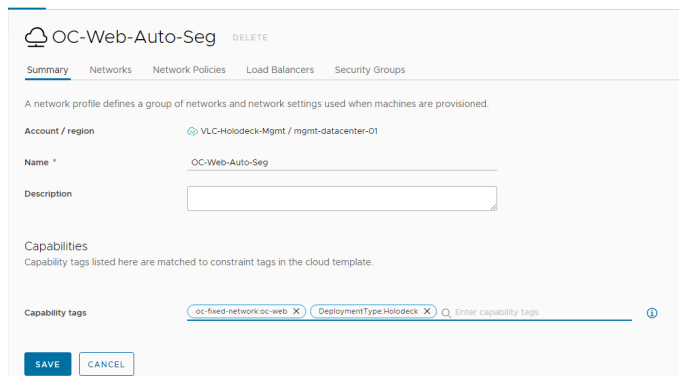 OC-Web-Auto-Seg DELETE
Summary Networks Network Policies Load Balancers Security Groups
A network profile defines a group of networks and network settings used when machines are provisioned.
Account / region VLC-Holodeck-Mgmt / mgmt-datacenter-01
Name * OC-Web-Auto-Seg
Description
Capabilities
Capability tags listed here are matched to constraint tags in the cloud template.
Capability tags oc-fixed-network:oc-web X DeploymentType:Holodeck X Enter capability tags
SAVE CANCEL